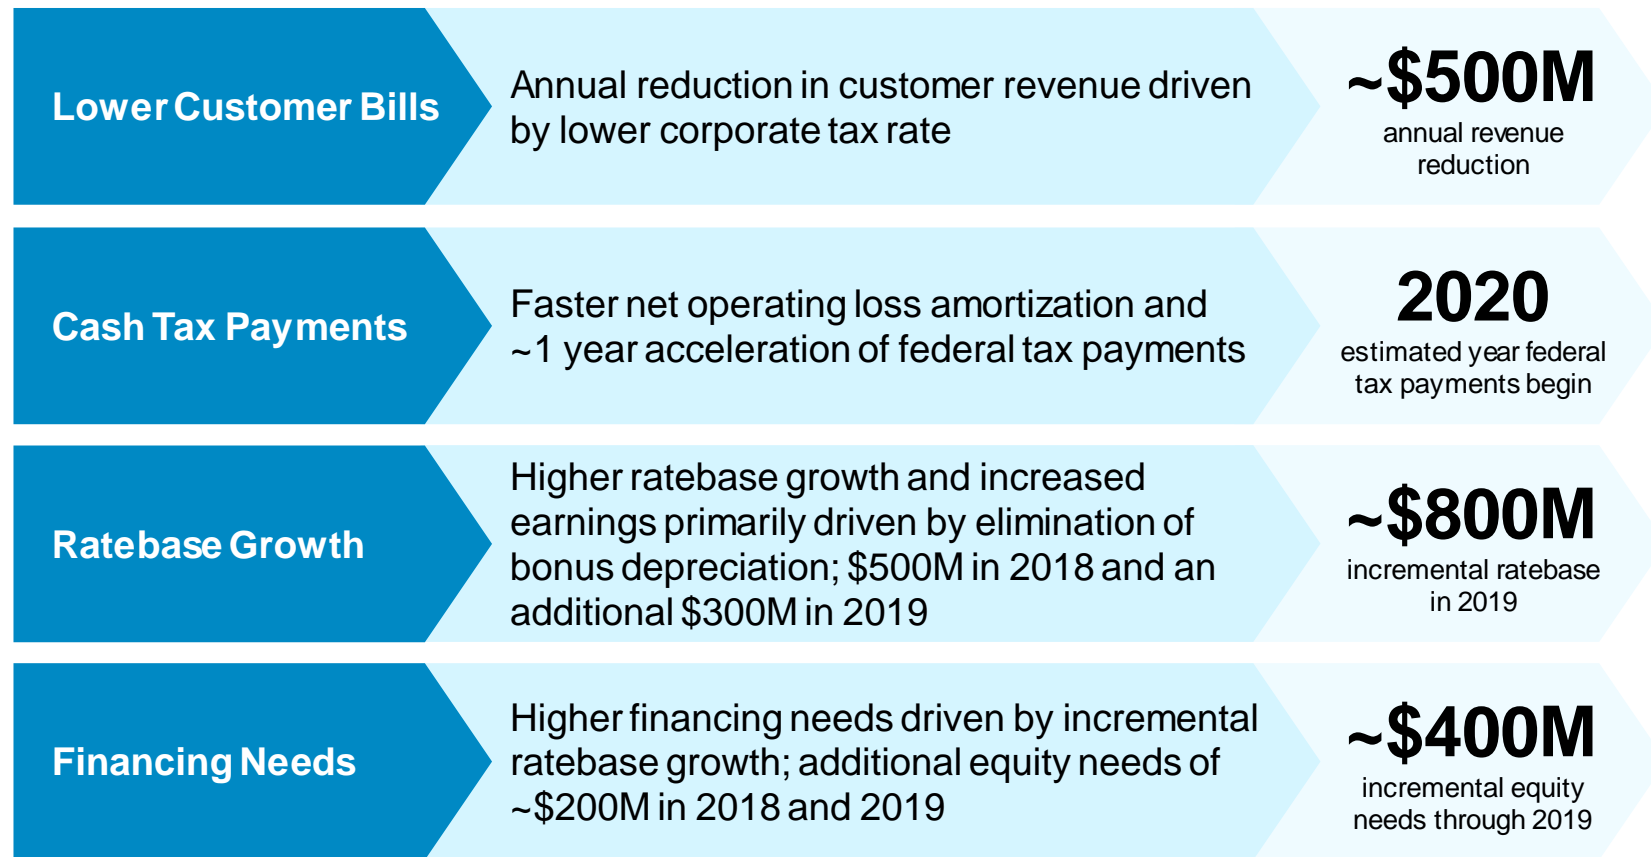 Lower Customer Bills
Annual reduction in customer revenue driven
by lower corporate tax rate
~$500M
annual revenue
reduction
Cash Tax Payments
Faster net operating loss amortization and
~1 year acceleration of federal tax payments
2020
estimated year federal
tax payments begin
Ratebase Growth
Higher ratebase growth and increased
earnings primarily driven by elimination of
bonus depreciation; $500M in 2018 and an
additional $300M in 2019
~$800M
incremental ratebase
in 2019
Financing Needs
Higher financing needs driven by incremental
ratebase growth; additional equity needs of
~$200M in 2018 and 2019
~$400M
incremental equity
needs through 2019